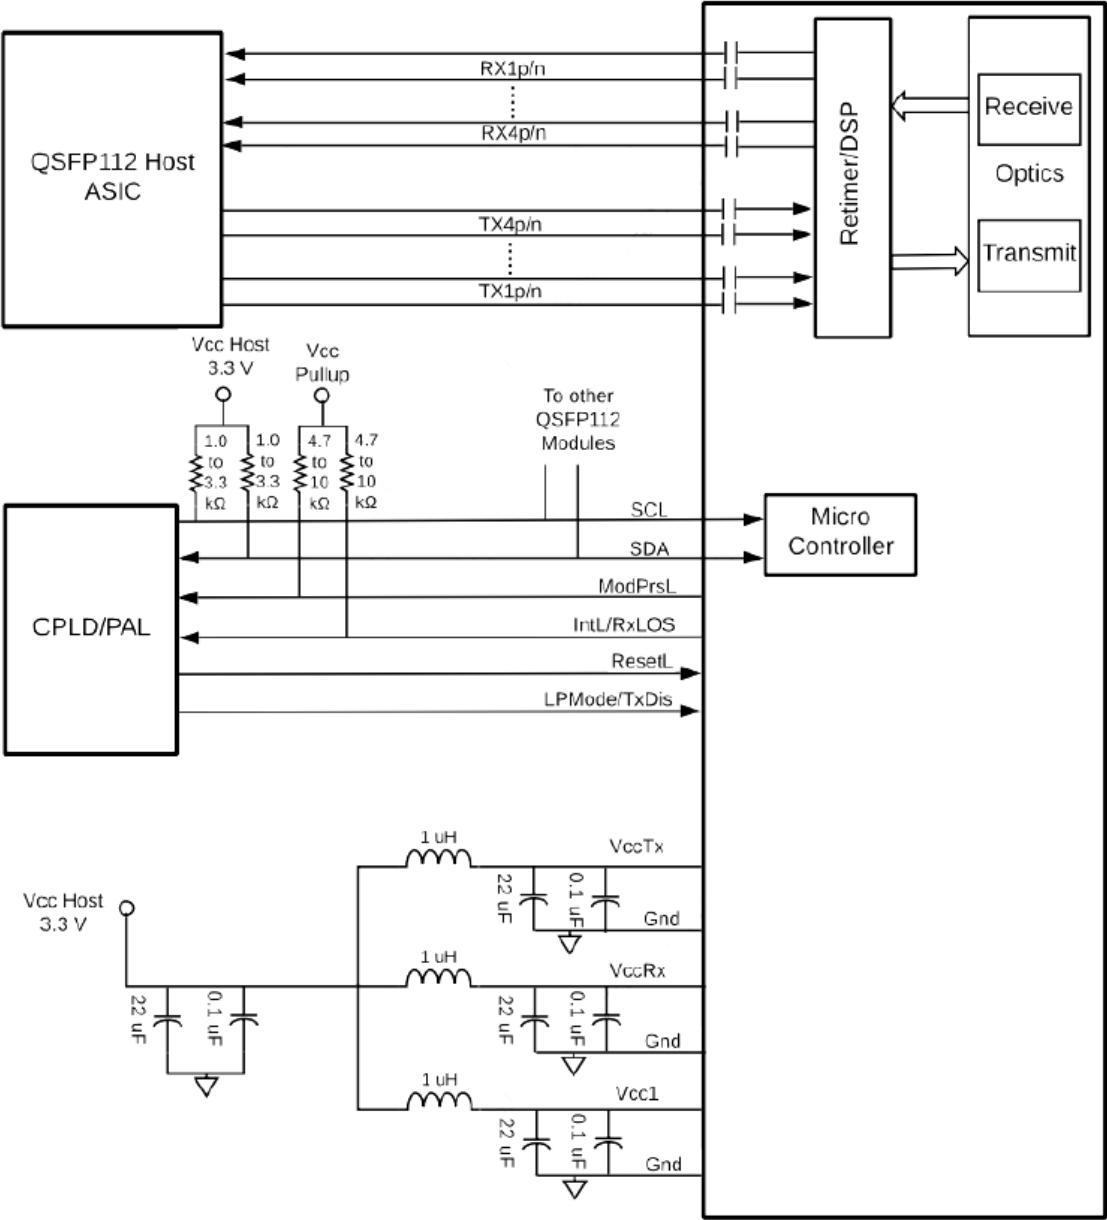 RX1p/n
RX4p/n
QSFP112 Host
ASIC
TX4p/n
TX1p/n
Retimer/DSP
Receive
Optics
Transmit
Vcc Host
3.3 V
Vcc
Pullup
1.0
to
3.3
kΩ
1.0
to
3.3
kΩ
4.7
to
10
kΩ
4.7
to
10
kΩ
To other
QSFP112
Modules
SCL
SDA
ModPrsL
IntL/RxLOS
ResetL
LPMode/TxDis
CPLD/PAL
Micro
Controller
Vcc Host
3.3 V
22 uF
0.1 uF
1 uH
VccTx
22 uF
0.1 uF
Gnd
1 uH
VccRx
22 uF
0.1 uF
Gnd
1 uH
Vcc1
22 uF
0.1 uF
Gnd